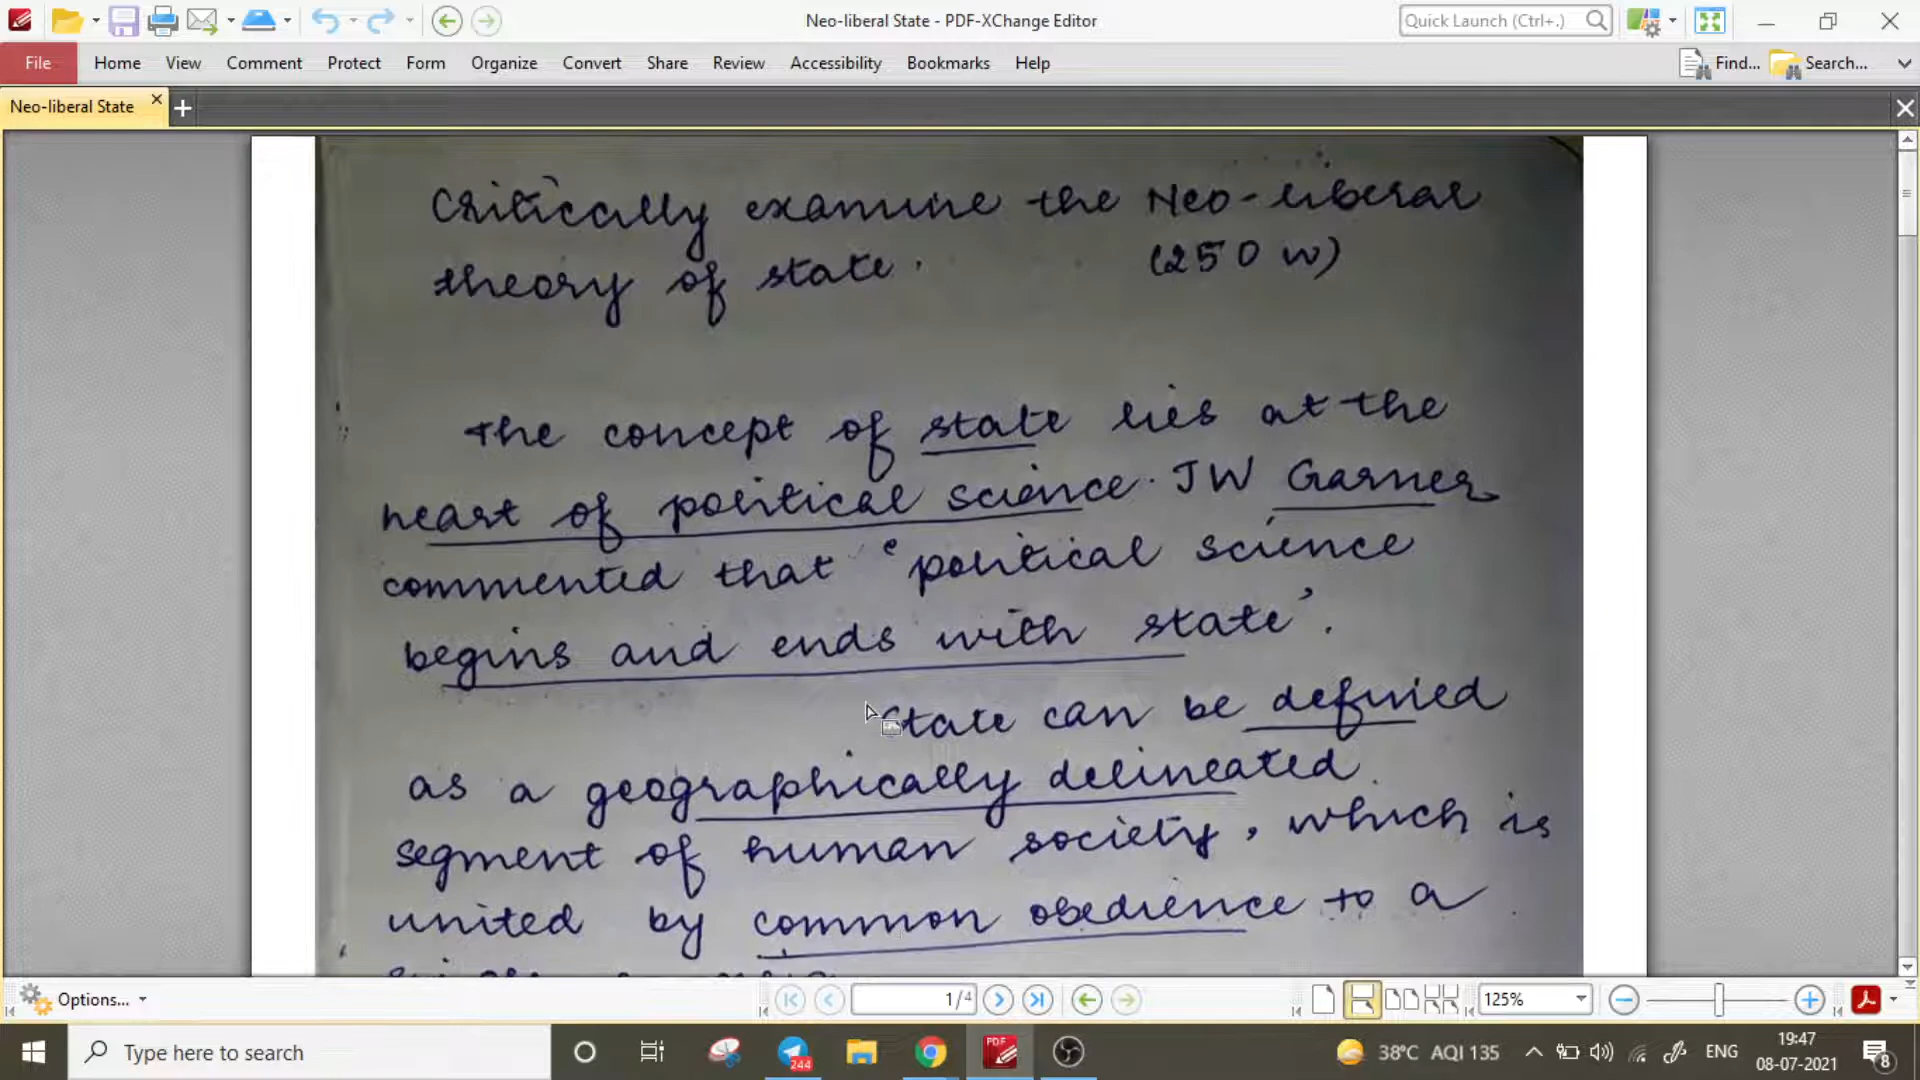 Neo-liberal State - PDF-XChange Editor
Quick Launch (Ctrl+.)
File Home View Comment Protect Form Organize Convert Share Review Accessibility Bookmarks Help Find... Search...
Neo-liberal State
Critically examine the Neo-liberal
theory of state. (250 w)
The concept of state lies at the
heart of political science. JW Garner
commented that 'political science
begins and ends with state'.
State can be defined
as a geographically delineated
segment of human society, which is
united by common obedience to a
Options... 1/4 125%
Type here to search
244
PDF
38°C AQI 135
ENG
19:47
08-07-2021
8